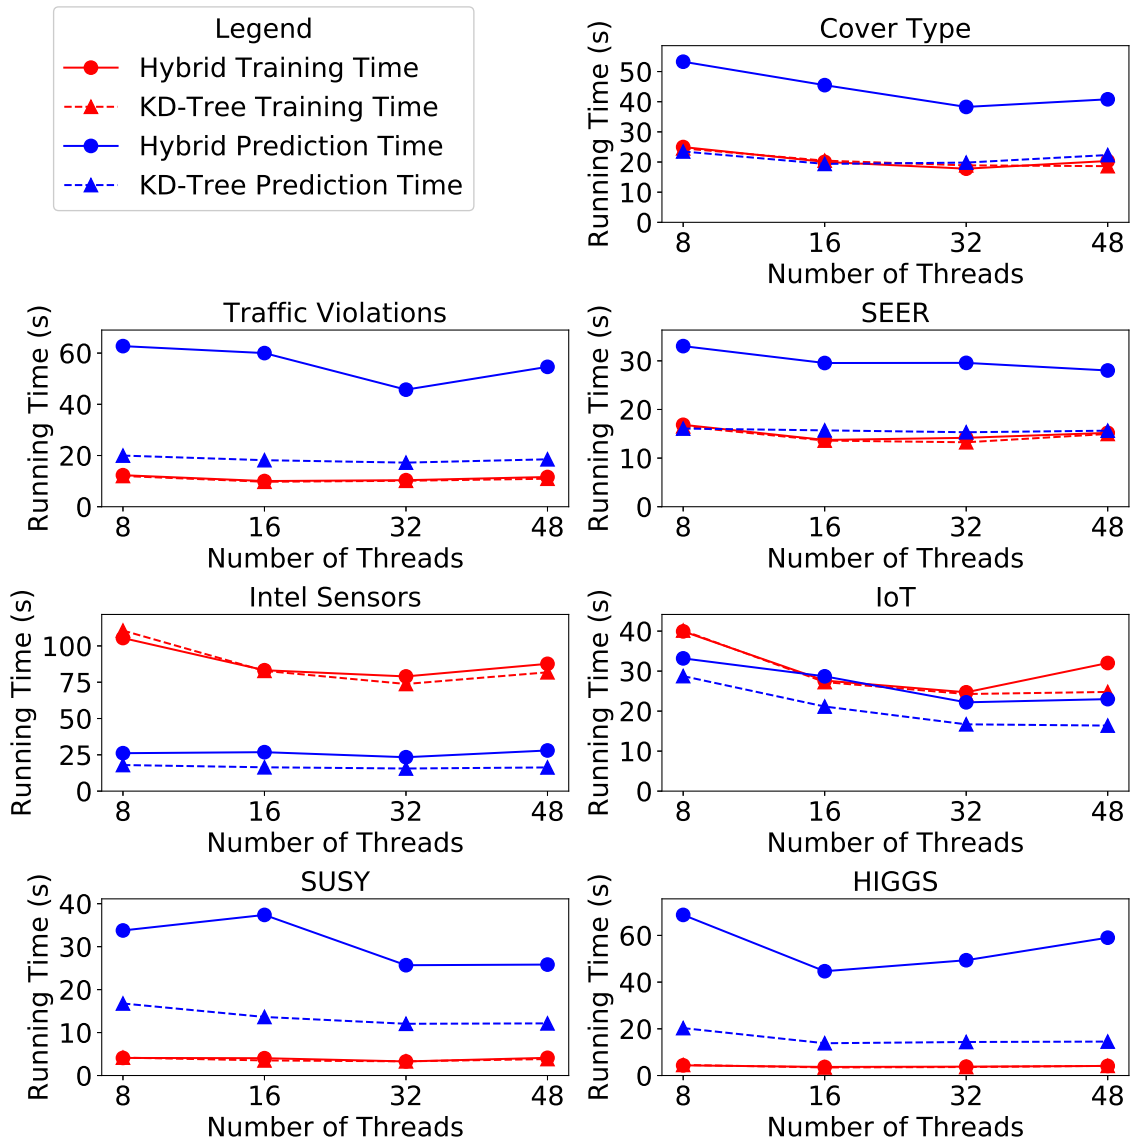 Legend
Hybrid Training Time
KD-Tree Training Time
Hybrid Prediction Time
KD-Tree Prediction Time
Cover Type
Running Time (s)
50
40
30
20
10
0
8 16 32 48
Number of Threads
Traffic Violations
Running Time (s)
60
40
20
0
8 16 32 48
Number of Threads
SEER
Running Time (s)
30
20
10
0
8 16 32 48
Number of Threads
Intel Sensors
Running Time (s)
100
75
50
25
0
8 16 32 48
Number of Threads
IoT
Running Time (s)
40
30
20
10
0
8 16 32 48
Number of Threads
SUSY
Running Time (s)
40
30
20
10
0
8 16 32 48
Number of Threads
HIGGS
Running Time (s)
60
40
20
0
8 16 32 48
Number of Threads